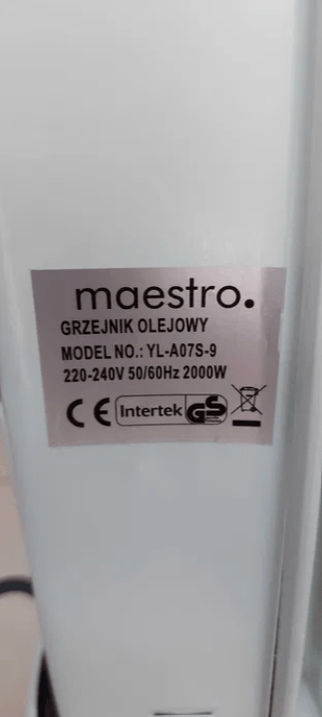 maestro.
GRZEJNIK OLEJOWY
MODEL NO.: YL-A07S-9
220-240V 50/60Hz 2000W
CE Intertek GS